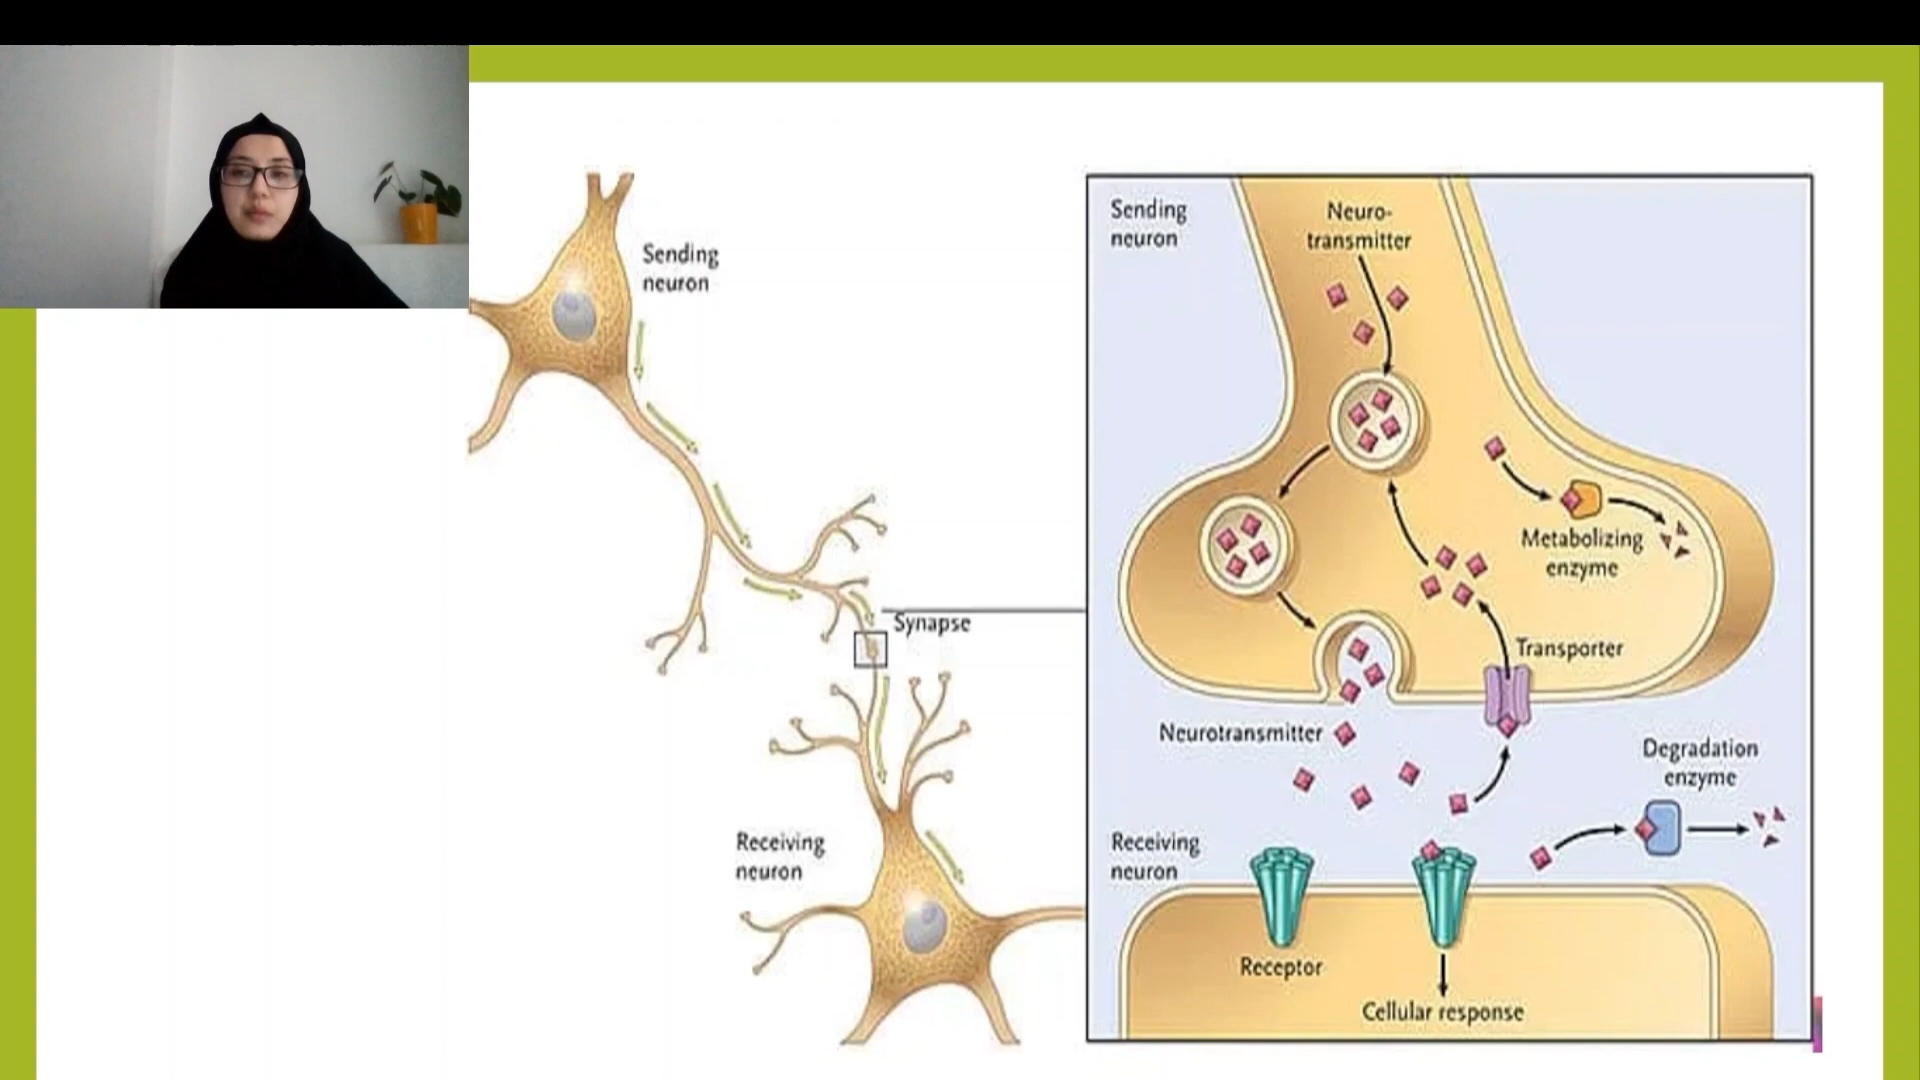 Sending
neuron
Synapse
Receiving
neuron
Sending
neuron
Neuro-
transmitter
Metabolizing
enzyme
Transporter
Neurotransmitter
Degradation
enzyme
Receiving
neuron
Receptor
Cellular response